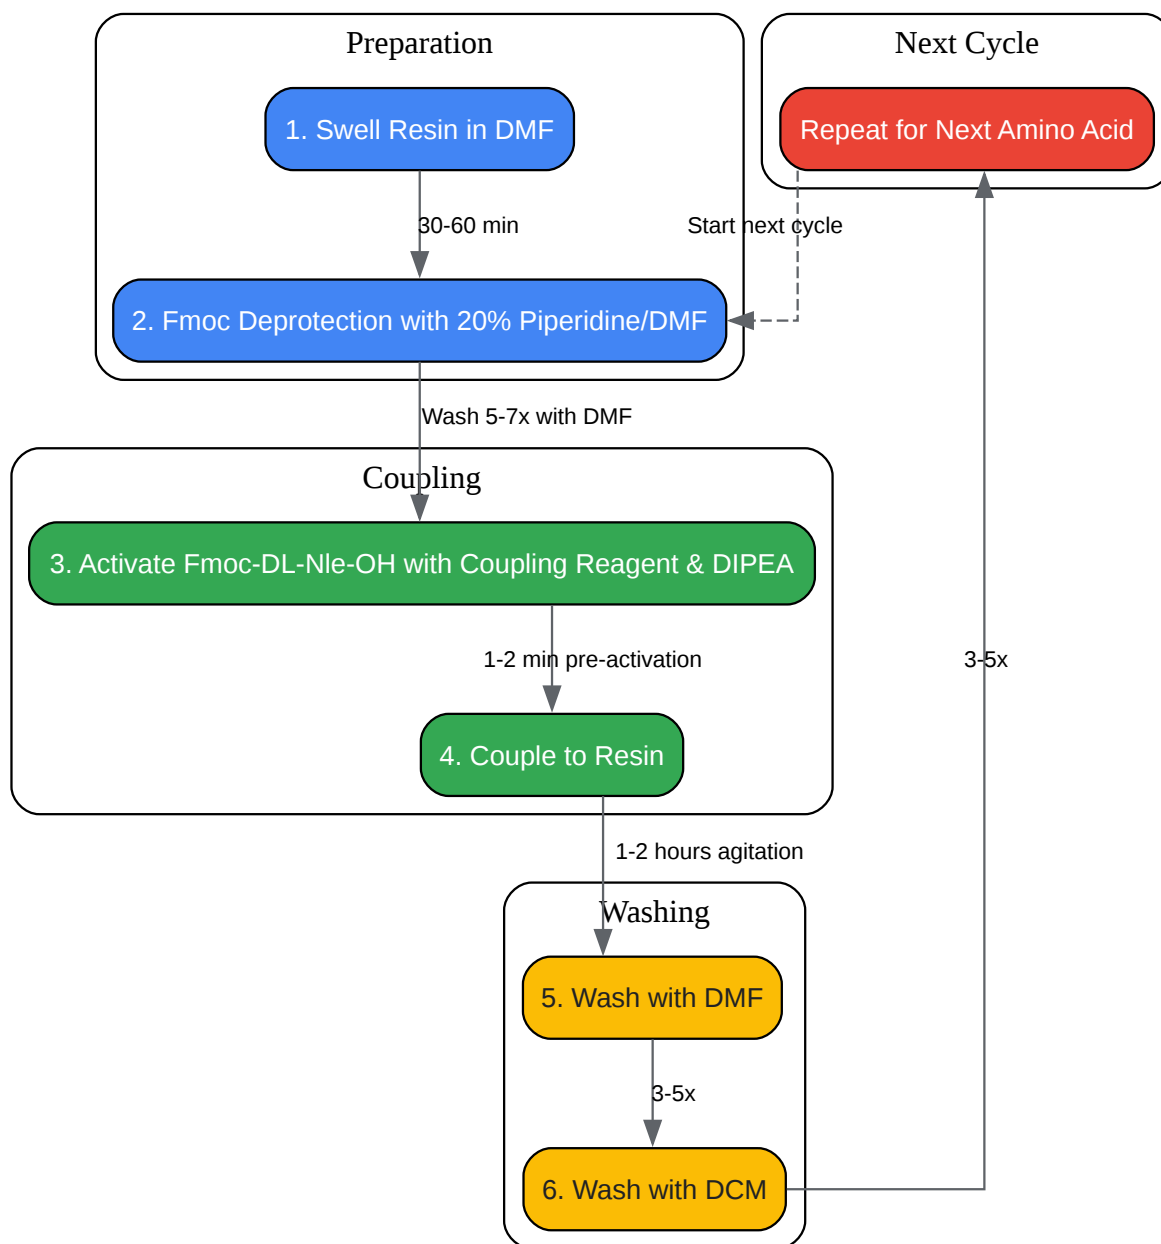 Preparation
1. Swell Resin in DMF
30-60 min
2. Fmoc Deprotection with 20% Piperidine/DMF
Next Cycle
Repeat for Next Amino Acid
Start next cycle
Wash 5-7x with DMF
Coupling
3. Activate Fmoc-DL-Nle-OH with Coupling Reagent & DIPEA
1-2 min pre-activation
4. Couple to Resin
1-2 hours agitation
Washing
5. Wash with DMF
3-5x
6. Wash with DCM
3-5x